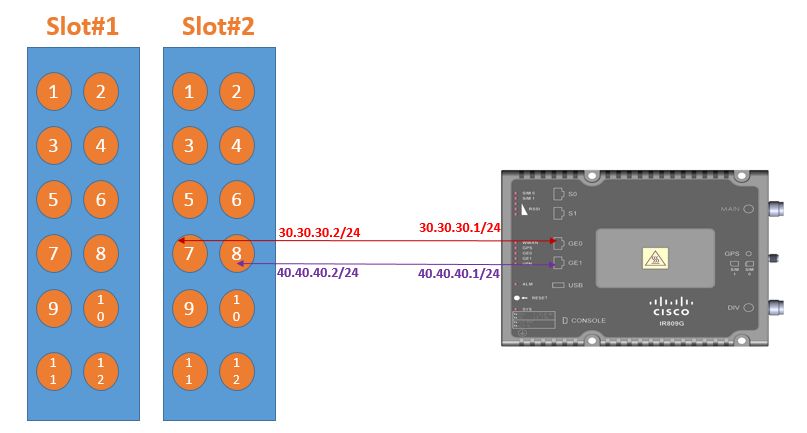 Slot#1 Slot#2
1 2 1 2
3 4 3 4
5 6 5 6
7 8 7 8
9 10 9 10
11 12 11 12
30.30.30.2/24 30.30.30.1/24
40.40.40.2/24 40.40.40.1/24
SIM 0
SIM 1
RSSI
WWAN
GPS
GE0
GE1
VPN
ALM
RESET
SYS
S0
S1
GE0
GE1
USB
CONSOLE
MAIN
GPS
SIM 1
SIM 0
DIV
CISCO
IR809G